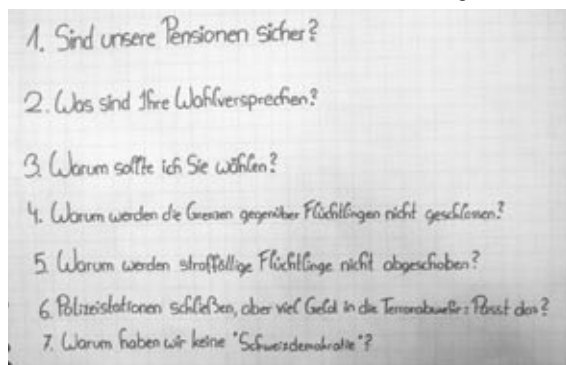 1. Sind unsere Pensionen sicher?
2. Was sind Ihre Wahlversprechen?
3. Warum sollte ich Sie wählen?
4. Warum werden die Grenzen gegenüber Flüchtlingen nicht geschlossen?
5. Warum werden straffällige Flüchtlinge nicht abgeschoben?
6. Polizeistationen schließen, aber viel Geld in die Terrorabwehr: Passt das?
7. Warum haben wir keine "Schweizdemokratie"?